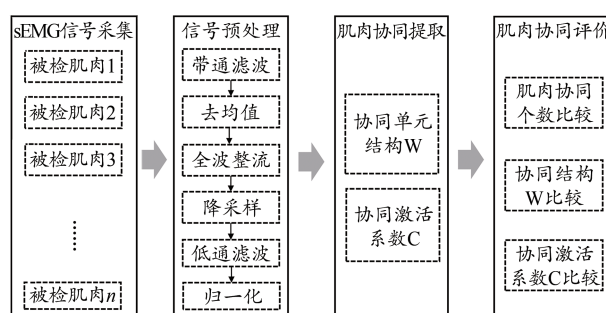 sEMG信号采集
被检肌肉1
被检肌肉2
被检肌肉3
被检肌肉n
信号预处理
带通滤波
去均值
全波整流
降采样
低通滤波
归一化
肌肉协同提取
协同单元
结构W
协同激活
系数C
肌肉协同评价
肌肉协同
个数比较
协同结构
W比较
协同激活
系数C比较